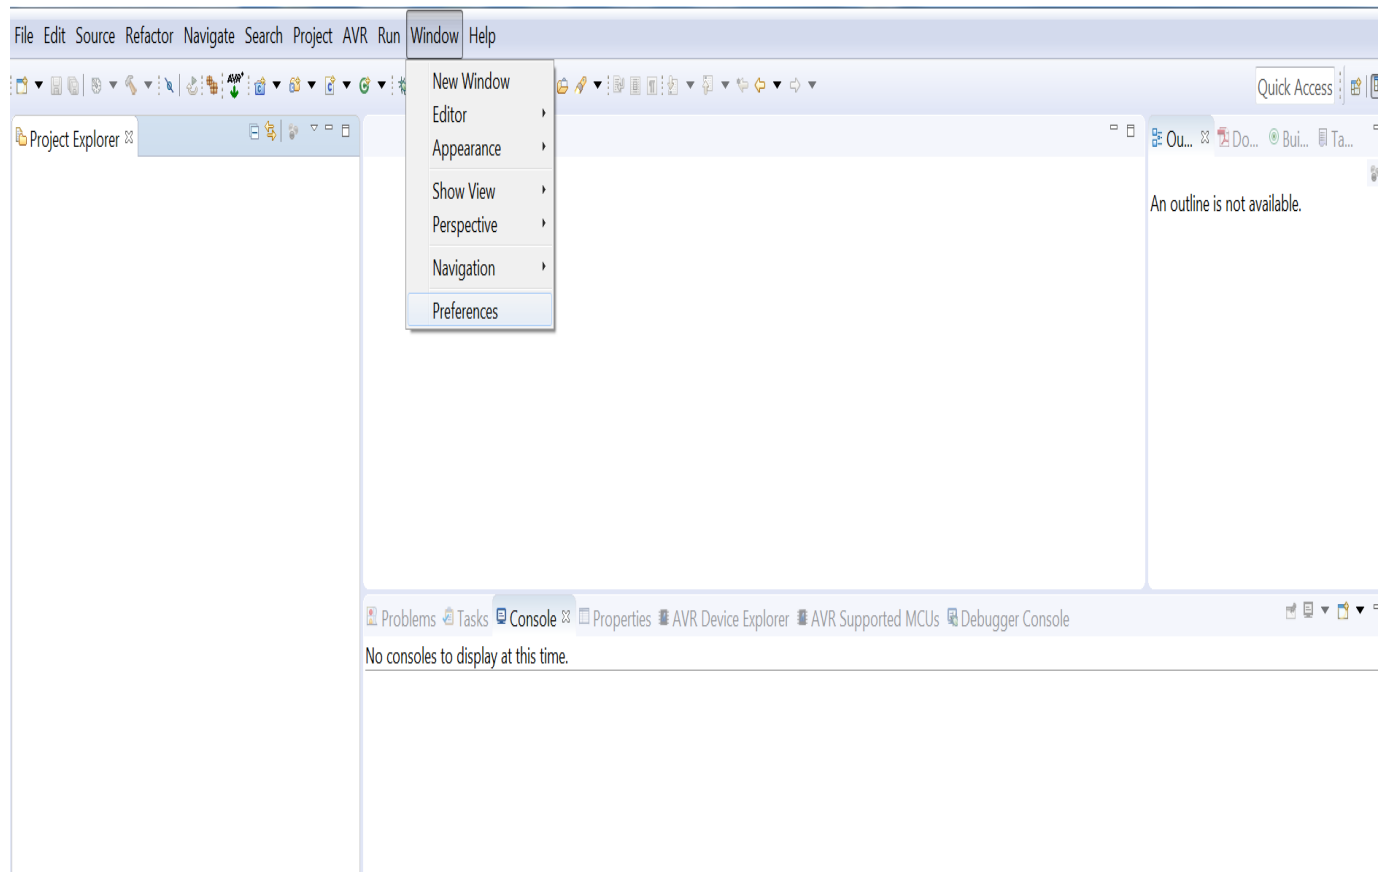 File Edit Source Refactor Navigate Search Project AVR Run Window Help
AVR
Quick Access
New Window
Editor
Appearance
Show View
Perspective
Navigation
Preferences
Project Explorer
Ou... Do... Bui... Ta...
An outline is not available.
Problems Tasks Console Properties AVR Device Explorer AVR Supported MCUs Debugger Console
No consoles to display at this time.